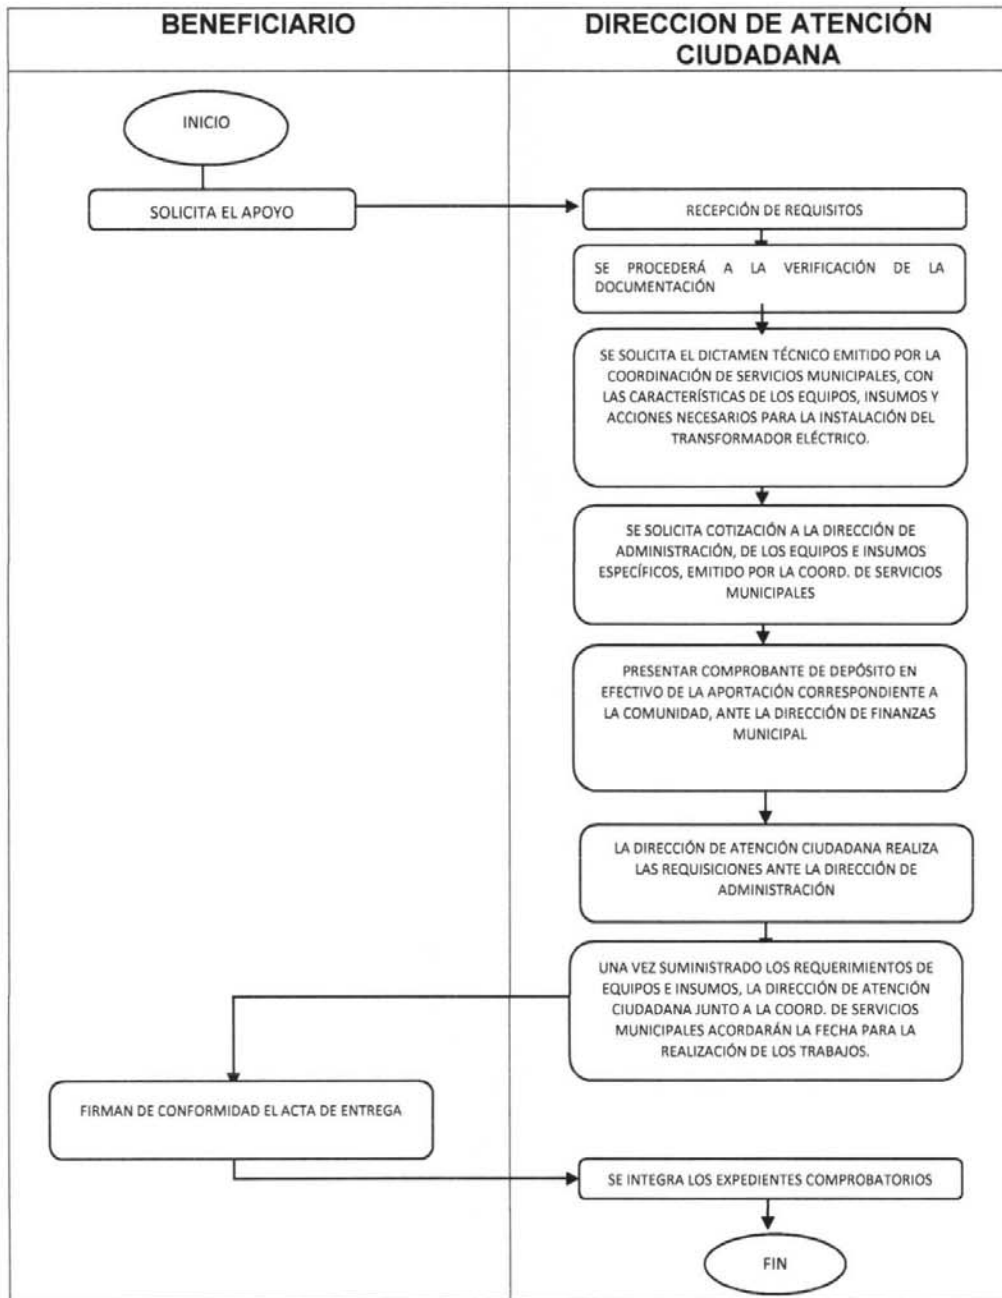 BENEFICIARIO
DIRECCION DE ATENCIÓN
CIUDADANA
INICIO
SOLICITA EL APOYO
RECEPCIÓN DE REQUISITOS
SE PROCEDERÁ A LA VERIFICACIÓN DE LA
DOCUMENTACIÓN
SE SOLICITA EL DICTAMEN TÉCNICO EMITIDO POR LA
COORDINACIÓN DE SERVICIOS MUNICIPALES, CON
LAS CARACTERÍSTICAS DE LOS EQUIPOS, INSUMOS Y
ACCIONES NECESARIOS PARA LA INSTALACIÓN DEL
TRANSFORMADOR ELÉCTRICO.
SE SOLICITA COTIZACIÓN A LA DIRECCIÓN DE
ADMINISTRACIÓN, DE LOS EQUIPOS E INSUMOS
ESPECÍFICOS, EMITIDO POR LA COORD. DE SERVICIOS
MUNICIPALES
PRESENTAR COMPROBANTE DE DEPÓSITO EN
EFECTIVO DE LA APORTACIÓN CORRESPONDIENTE A
LA COMUNIDAD, ANTE LA DIRECCIÓN DE FINANZAS
MUNICIPAL
LA DIRECCIÓN DE ATENCIÓN CIUDADANA REALIZA
LAS REQUISICIONES ANTE LA DIRECCIÓN DE
ADMINISTRACIÓN
UNA VEZ SUMINISTRADO LOS REQUERIMIENTOS DE
EQUIPOS E INSUMOS, LA DIRECCIÓN DE ATENCIÓN
CIUDADANA JUNTO A LA COORD. DE SERVICIOS
MUNICIPALES ACORDARÁN LA FECHA PARA LA
REALIZACIÓN DE LOS TRABAJOS.
FIRMAN DE CONFORMIDAD EL ACTA DE ENTREGA
SE INTEGRA LOS EXPEDIENTES COMPROBATORIOS
FIN